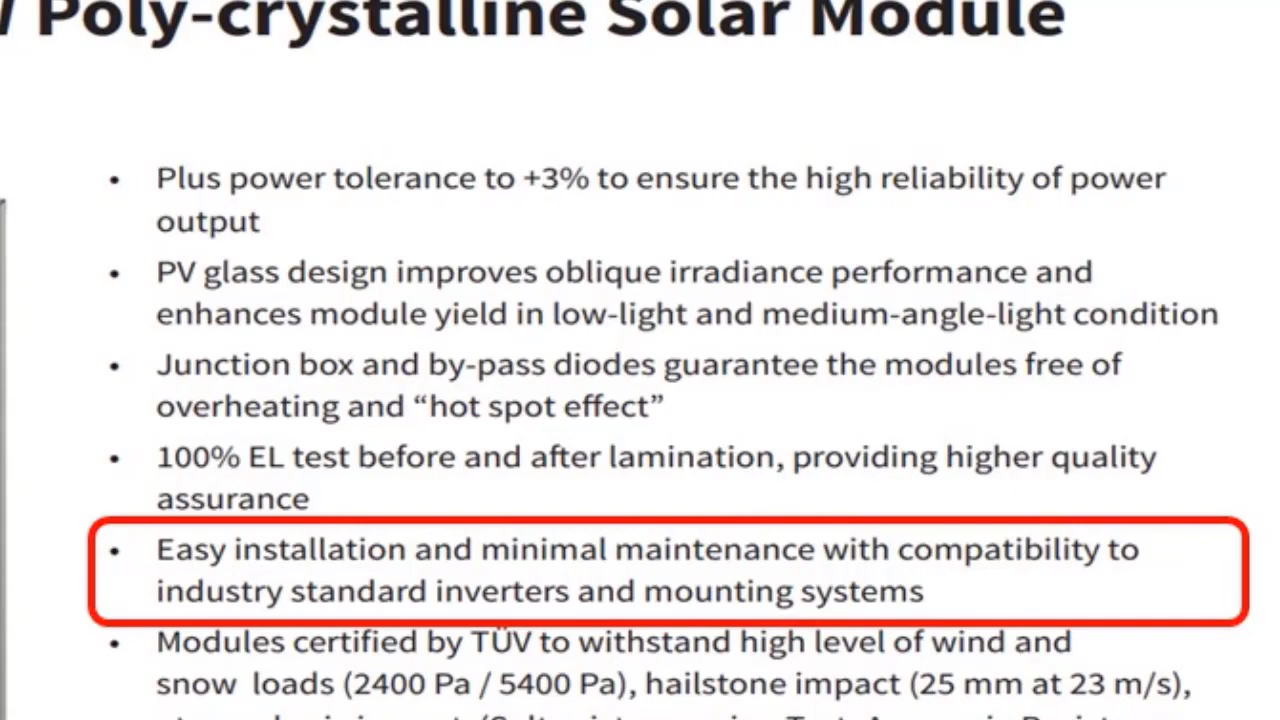 Poly-crystalline Solar Module
• Plus power tolerance to +3% to ensure the high reliability of power
output
• PV glass design improves oblique irradiance performance and
enhances module yield in low-light and medium-angle-light condition
• Junction box and by-pass diodes guarantee the modules free of
overheating and “hot spot effect”
• 100% EL test before and after lamination, providing higher quality
assurance
• Easy installation and minimal maintenance with compatibility to
industry standard inverters and mounting systems
• Modules certified by TÜV to withstand high level of wind and
snow loads (2400 Pa / 5400 Pa), hailstone impact (25 mm at 23 m/s),